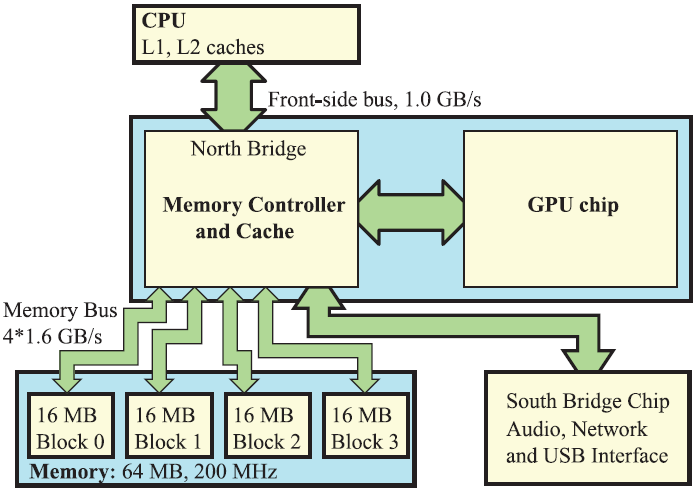 CPU
L1, L2 caches
Front-side bus, 1.0 GB/s
North Bridge
Memory Controller
and Cache
GPU chip
Memory Bus
4*1.6 GB/s
16 MB
Block 0
16 MB
Block 1
16 MB
Block 2
16 MB
Block 3
Memory: 64 MB, 200 MHz
South Bridge Chip
Audio, Network
and USB Interface